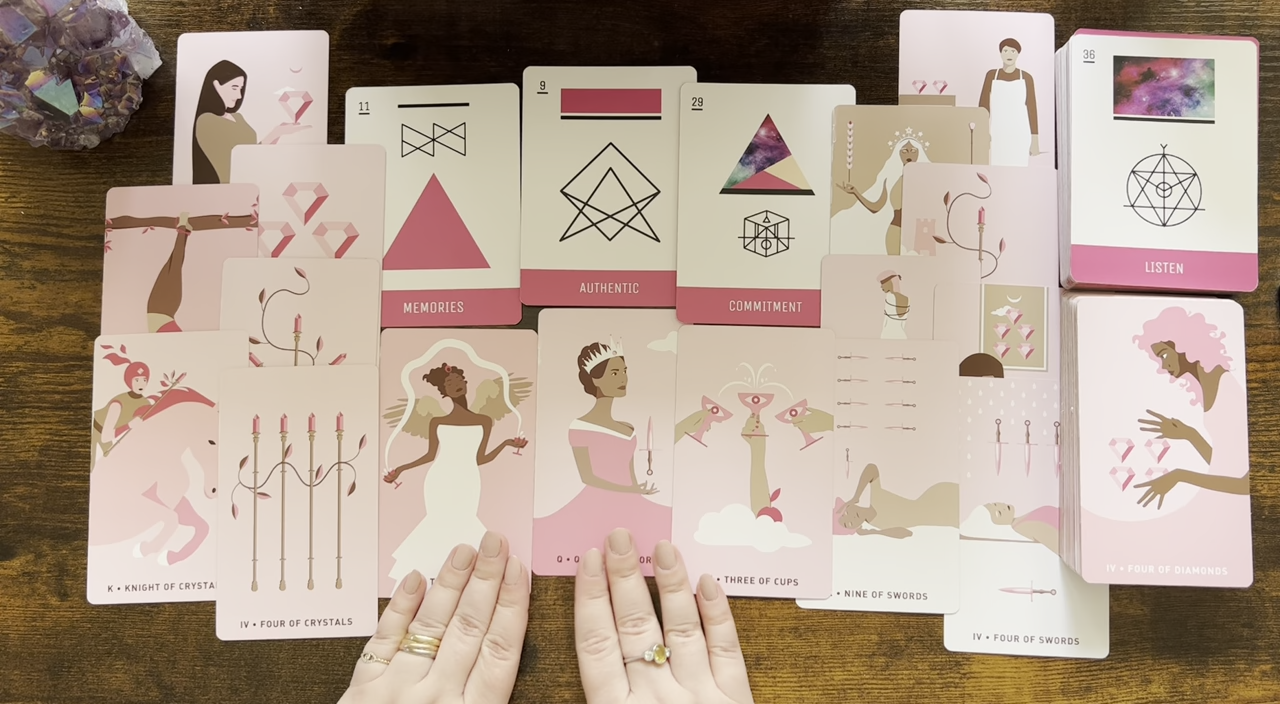 11
MEMORIES
9
AUTHENTIC
29
COMMITMENT
36
LISTEN
K • KNIGHT OF CRYSTA
IV • FOUR OF CRYSTALS
Q • Q
• THREE OF CUPS
• NINE OF SWORDS
IV • FOUR OF SWORDS
IV • FOUR OF DIAMONDS